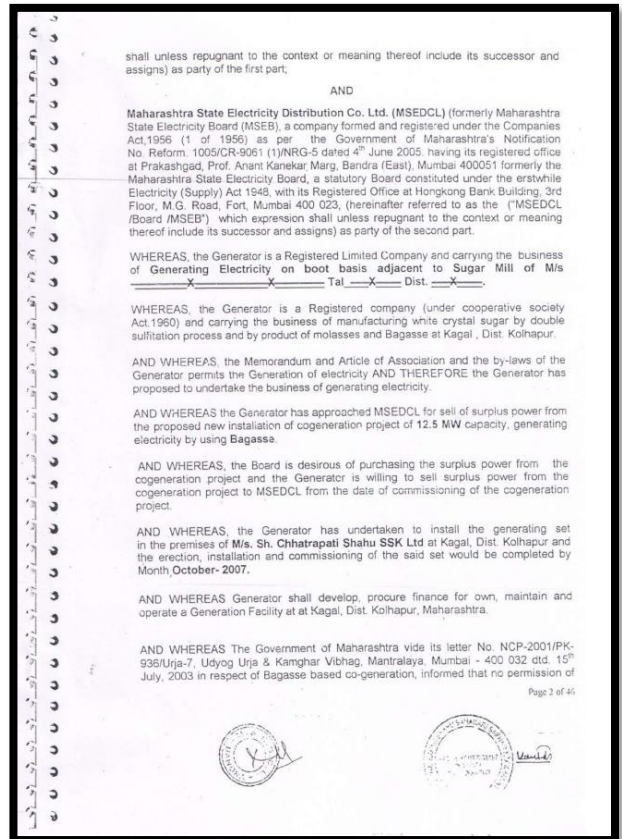 shall unless repugnant to the context or meaning thereof include its successor and
assigns) as party of the first part;
AND
Maharashtra State Electricity Distribution Co. Ltd. (MSEDCL) (formerly Maharashtra
State Electricity Board (MSEB), a company formed and registered under the Companies
Act,1956 (1 of 1956) as per the Government of Maharashtra's Notification
No. Reform. 1005/CR-9061 (1)/NRG-5 dated 4th June 2005, having its registered office
at Prakashgad, Prof. Anant Kanekar Marg, Bandra (East), Mumbai 400051 formerly the
Maharashtra State Electricity Board, a statutory Board constituted under the erstwhile
Electricity (Supply) Act 1948, with its Registered Office at Hongkong Bank Building, 3rd
Floor, M.G. Road, Fort, Mumbai 400 023, (hereinafter referred to as the ("MSEDCL
/Board /MSEB") which expression shall unless repugnant to the context or meaning
thereof include its successor and assigns) as party of the second part.
WHEREAS, the Generator is a Registered Limited Company and carrying the business
of Generating Electricity on boot basis adjacent to Sugar Mill of M/s
________X__________X________ Tal___X____ Dist. ___X____.
WHEREAS, the Generator is a Registered company (under cooperative society
Act.1960) and carrying the business of manufacturing white crystal sugar by double
sulfitation process and by product of molasses and Bagasse at Kagal , Dist. Kolhapur.
AND WHEREAS, the Memorandum and Article of Association and the by-laws of the
Generator permits the Generation of electricity AND THEREFORE the Generator has
proposed to undertake the business of generating electricity.
AND WHEREAS the Generator has approached MSEDCL for sell of surplus power from
the proposed new installation of cogeneration project of 12.5 MW capacity, generating
electricity by using Bagassa.
AND WHEREAS, the Board is desirous of purchasing the surplus power from the
cogeneration project and the Generator is willing to sell surplus power from the
cogeneration project to MSEDCL from the date of commissioning of the cogeneration
project.
AND WHEREAS, the Generator has undertaken to install the generating set
in the premises of M/s. Sh. Chhatrapati Shahu SSK Ltd at Kagal, Dist. Kolhapur and
the erection, installation and commissioning of the said set would be completed by
Month October- 2007.
AND WHEREAS Generator shall develop, procure finance for own, maintain and
operate a Generation Facility at at Kagal, Dist. Kolhapur, Maharashtra.
AND WHEREAS The Government of Maharashtra vide its letter No. NCP-2001/PK-
936/Urja-7, Udyog Urja & Kamghar Vibhag, Mantralaya, Mumbai - 400 032 dtd. 15th
July, 2003 in respect of Bagasse based co-generation, informed that no permission of
Page 2 of 46